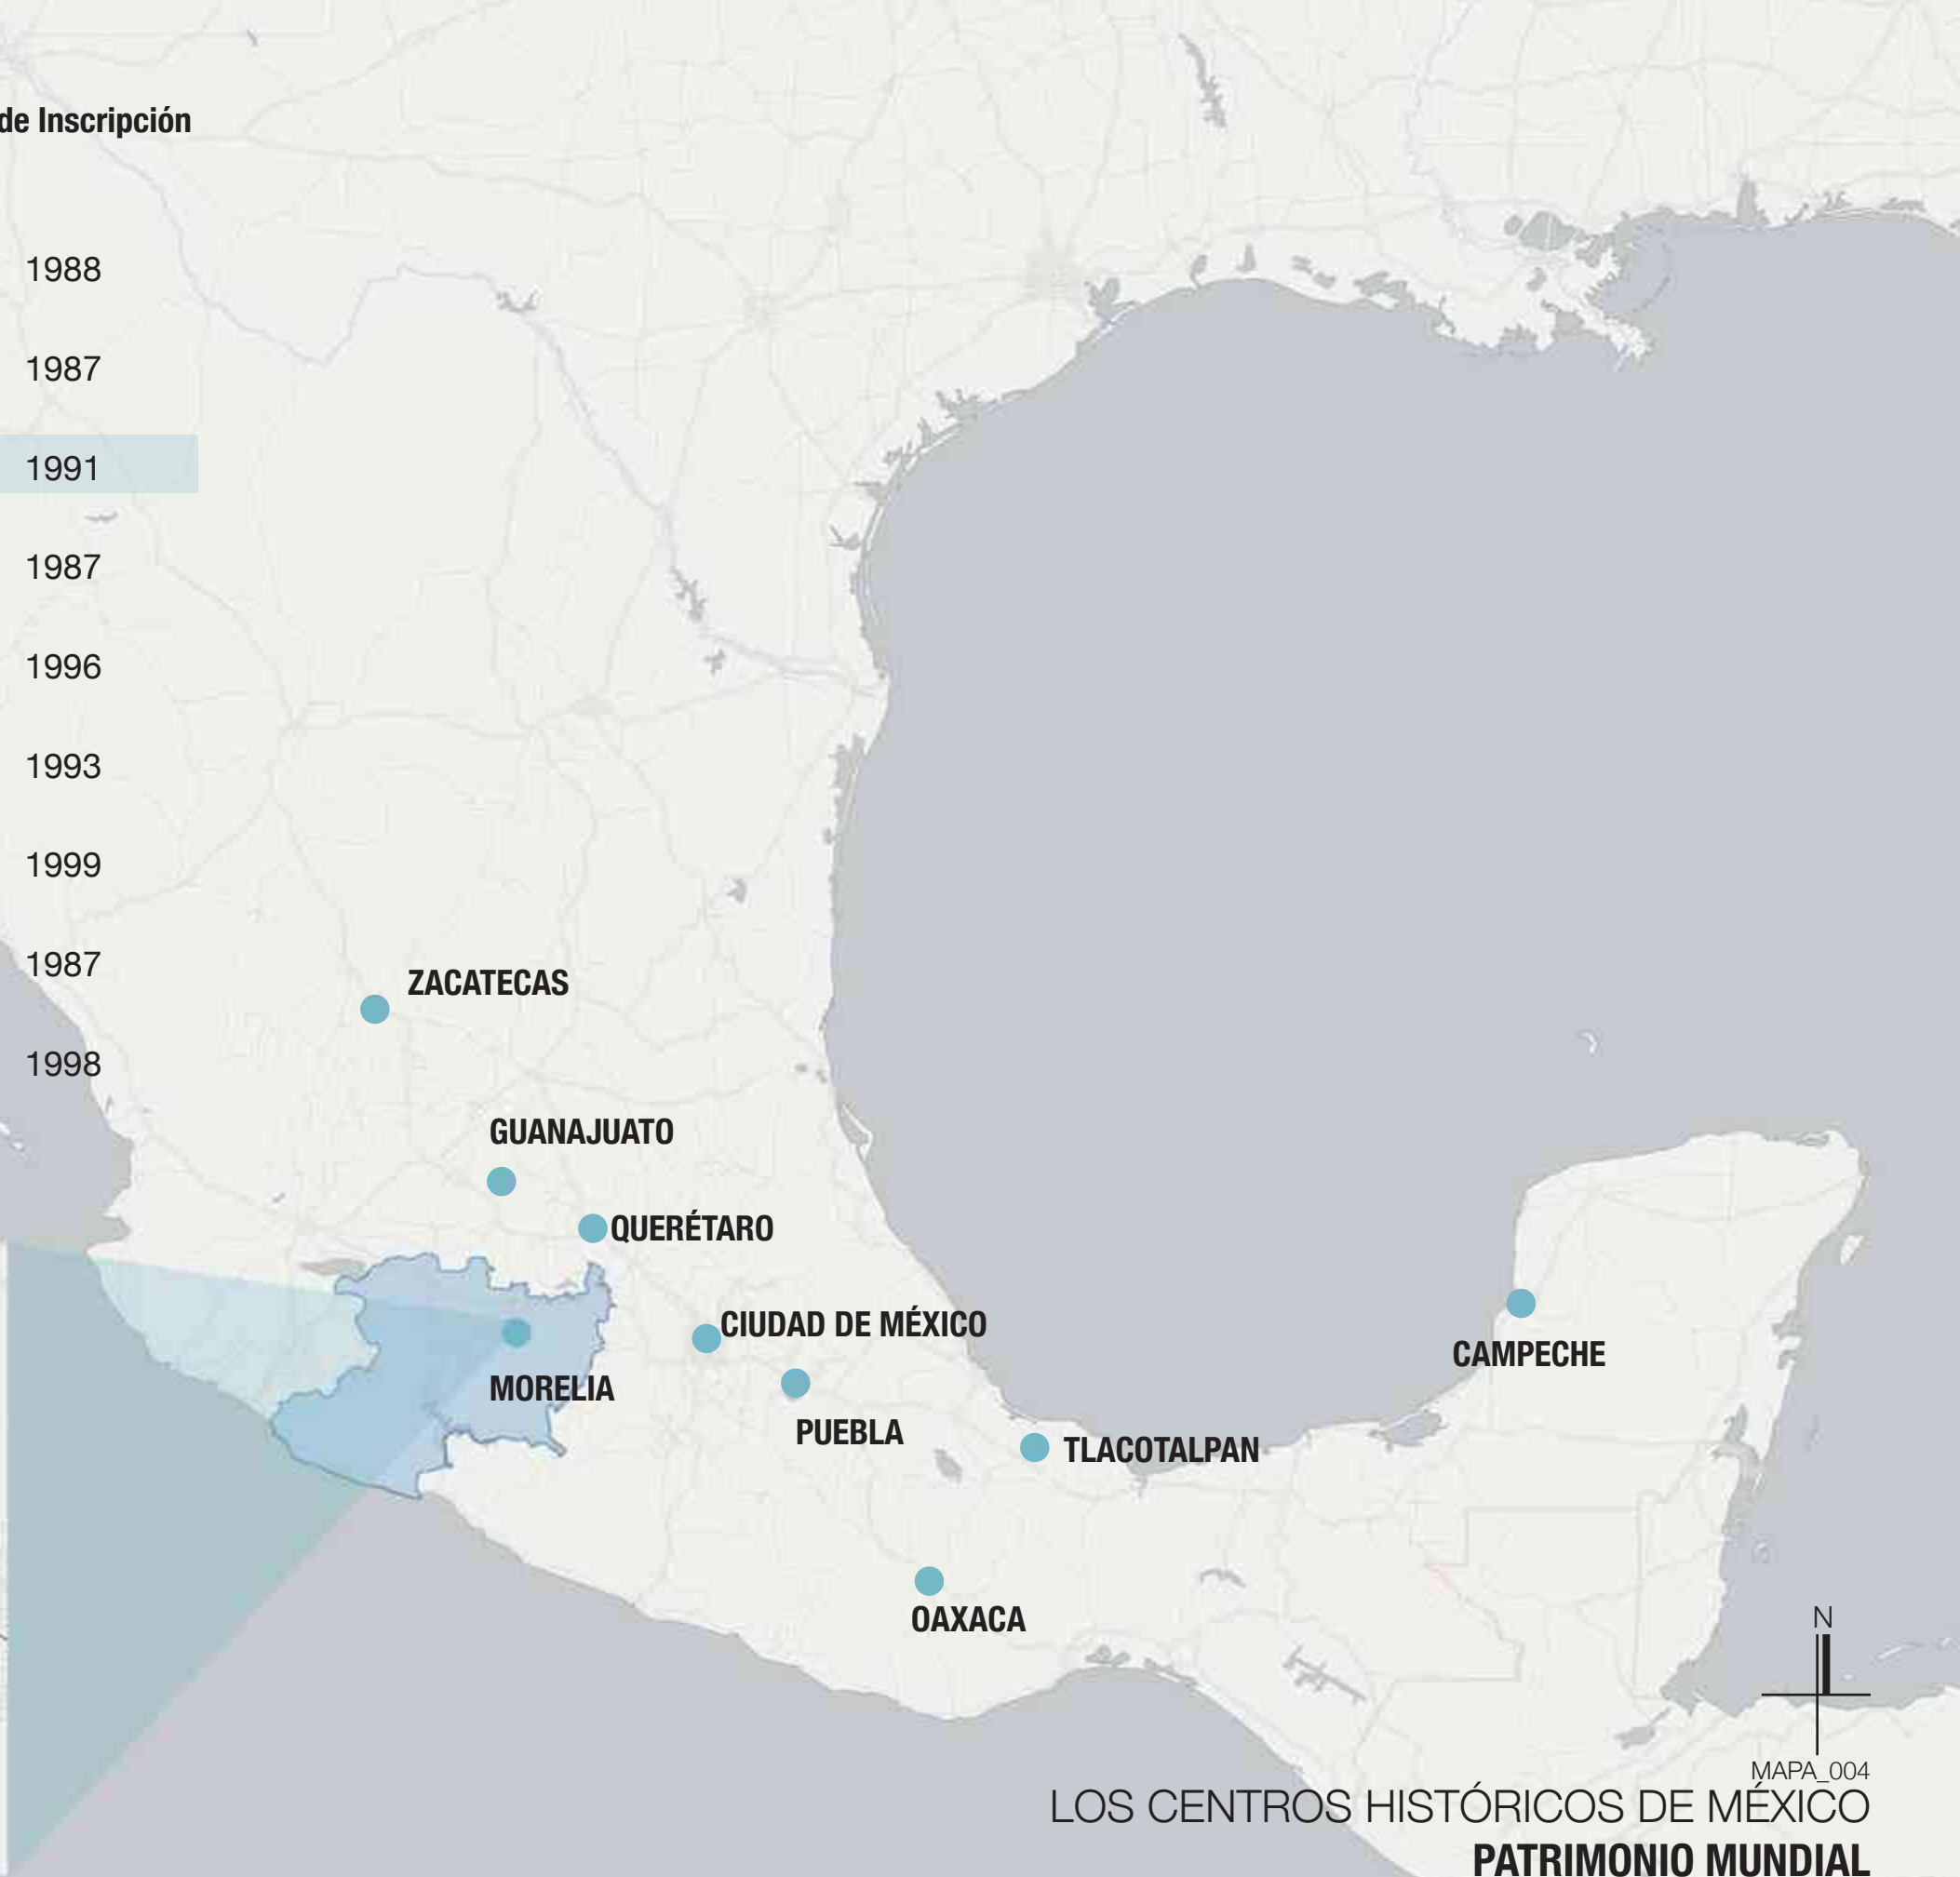 de Inscripción
1988
1987
1991
1987
1996
1993
1999
1987
1998
ZACATECAS
GUANAJUATO
QUERÉTARO
CIUDAD DE MÉXICO
MORELIA
PUEBLA
TLACOTALPAN
CAMPECHE
OAXACA
N
MAPA_004
LOS CENTROS HISTÓRICOS DE MÉXICO
PATRIMONIO MUNDIAL